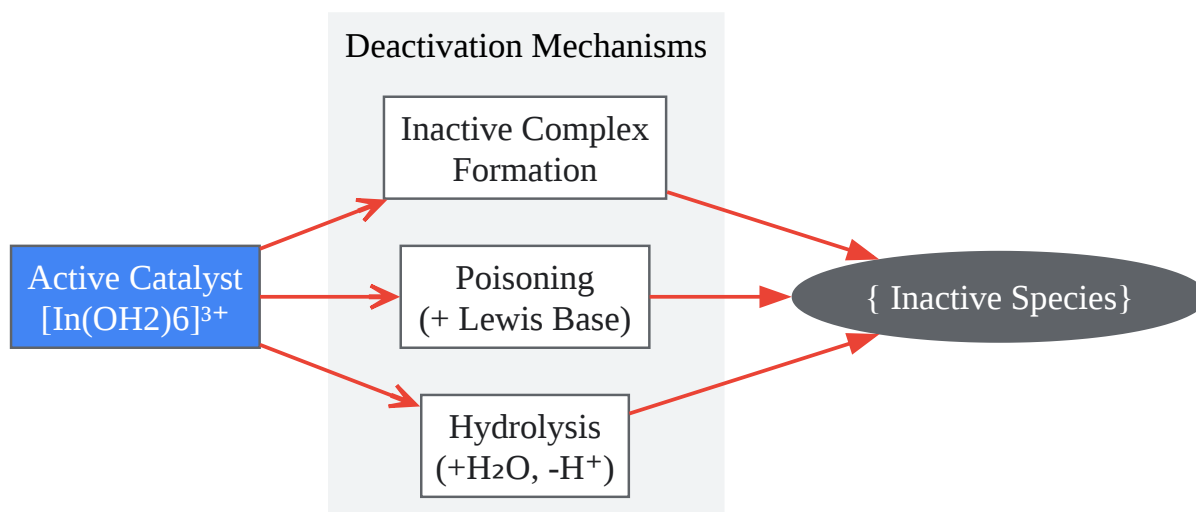 Deactivation Mechanisms
Inactive Complex
Formation
Active Catalyst
[In(OH2)6]³⁺
Poisoning
(+ Lewis Base)
{ Inactive Species}
Hydrolysis
(+H₂O, -H⁺)